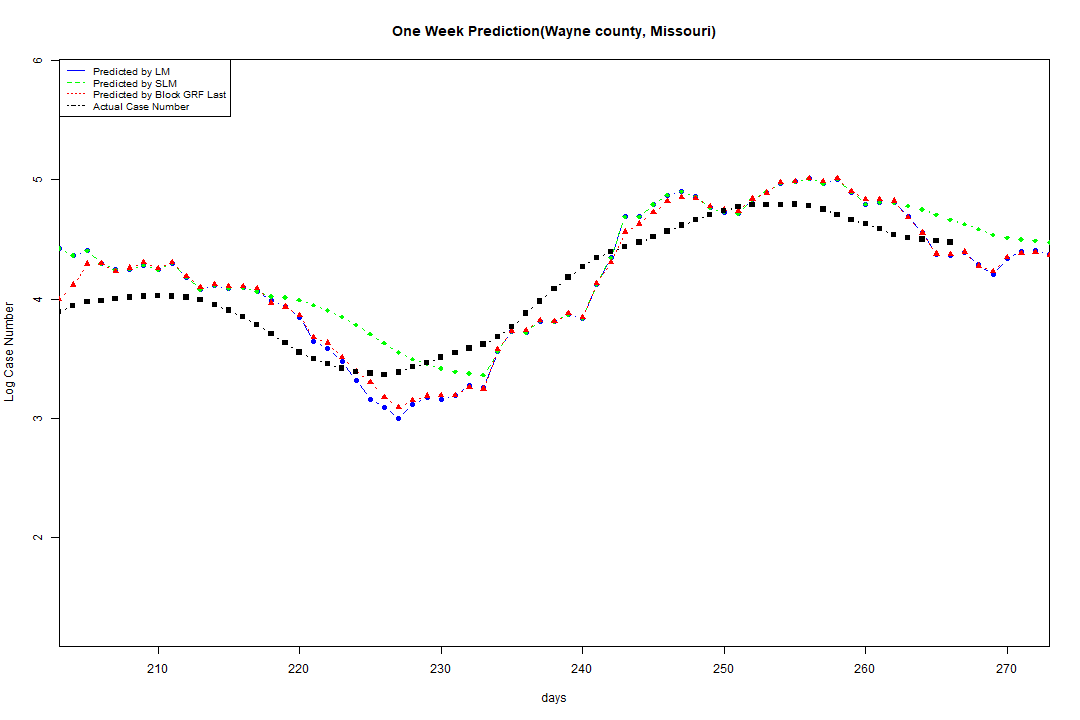 One Week Prediction(Wayne county, Missouri)
Predicted by LM
Predicted by SLM
Predicted by Block GRF Last
Actual Case Number
6
5
4
3
2
Log Case Number
210 220 230 240 250 260 270
days